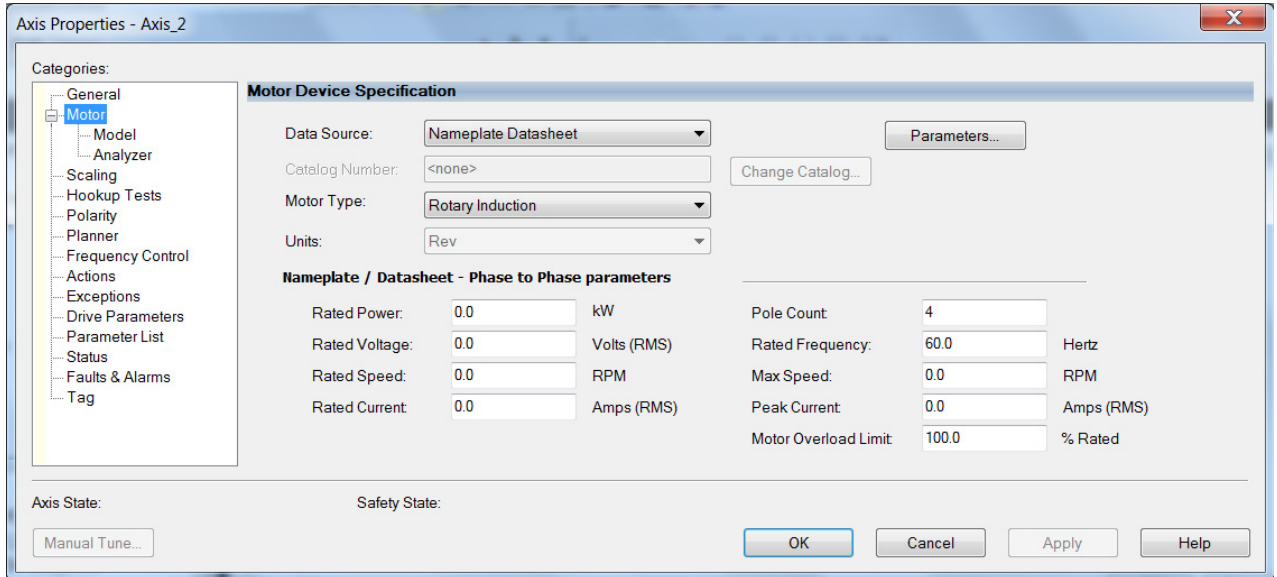 Axis Properties - Axis_2
X
Categories:
General
Motor
Model
Analyzer
Scaling
Hookup Tests
Polarity
Planner
Frequency Control
Actions
Exceptions
Drive Parameters
Parameter List
Status
Faults & Alarms
Tag
Motor Device Specification
Data Source: Nameplate Datasheet Parameters...
Catalog Number: <none> Change Catalog...
Motor Type: Rotary Induction
Units: Rev
Nameplate / Datasheet - Phase to Phase parameters
Rated Power: 0.0 kW
Rated Voltage: 0.0 Volts (RMS)
Rated Speed: 0.0 RPM
Rated Current: 0.0 Amps (RMS)
Pole Count: 4
Rated Frequency: 60.0 Hertz
Max Speed: 0.0 RPM
Peak Current: 0.0 Amps (RMS)
Motor Overload Limit: 100.0 % Rated
Axis State: Safety State:
Manual Tune... OK Cancel Apply Help